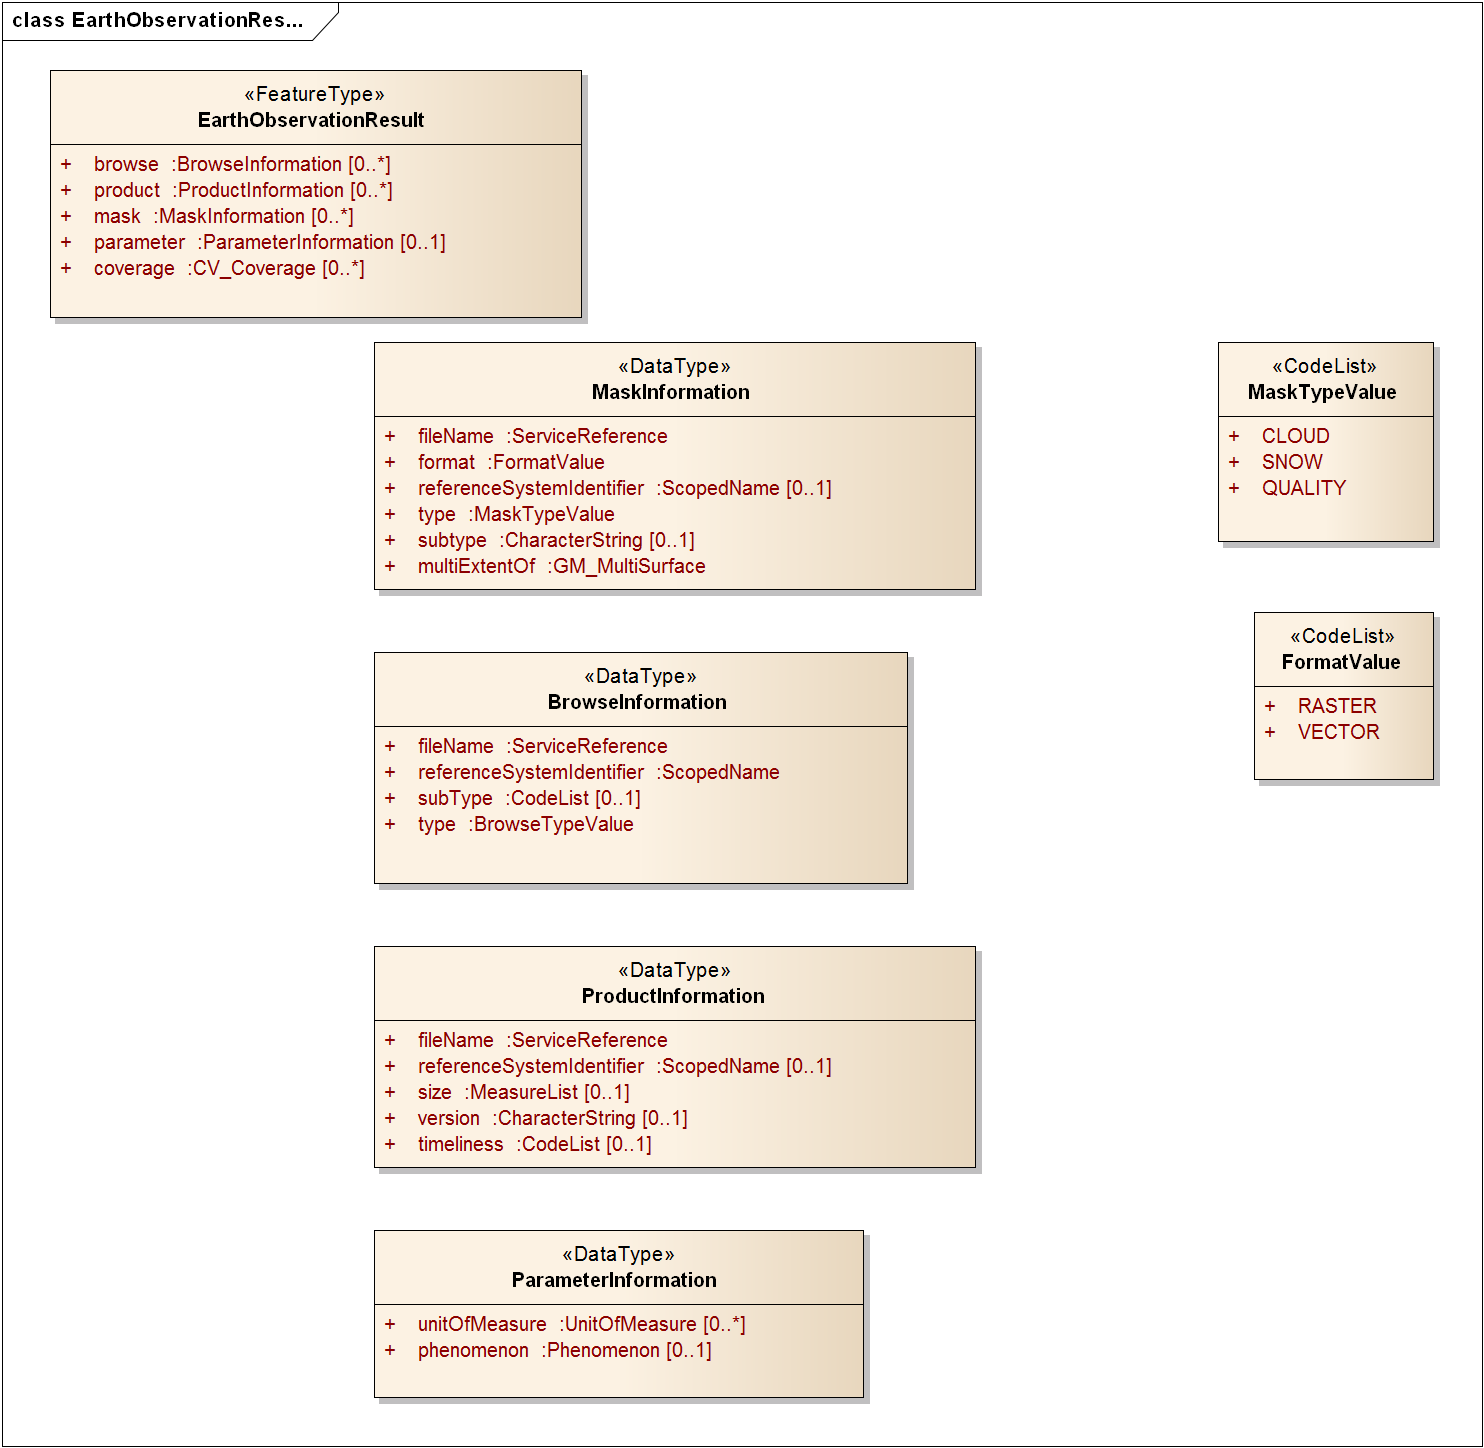 class EarthObservationRes...
«FeatureType»
EarthObservationResult
+ browse :BrowseInformation [0..*]
+ product :ProductInformation [0..*]
+ mask :MaskInformation [0..*]
+ parameter :ParameterInformation [0..1]
+ coverage :CV_Coverage [0..*]
«DataType»
MaskInformation
+ fileName :ServiceReference
+ format :FormatValue
+ referenceSystemIdentifier :ScopedName [0..1]
+ type :MaskTypeValue
+ subtype :CharacterString [0..1]
+ multiExtentOf :GM_MultiSurface
«CodeList»
MaskTypeValue
+ CLOUD
+ SNOW
+ QUALITY
«CodeList»
FormatValue
+ RASTER
+ VECTOR
«DataType»
BrowseInformation
+ fileName :ServiceReference
+ referenceSystemIdentifier :ScopedName
+ subType :CodeList [0..1]
+ type :BrowseTypeValue
«DataType»
ProductInformation
+ fileName :ServiceReference
+ referenceSystemIdentifier :ScopedName [0..1]
+ size :MeasureList [0..1]
+ version :CharacterString [0..1]
+ timeliness :CodeList [0..1]
«DataType»
ParameterInformation
+ unitOfMeasure :UnitOfMeasure [0..*]
+ phenomenon :Phenomenon [0..1]